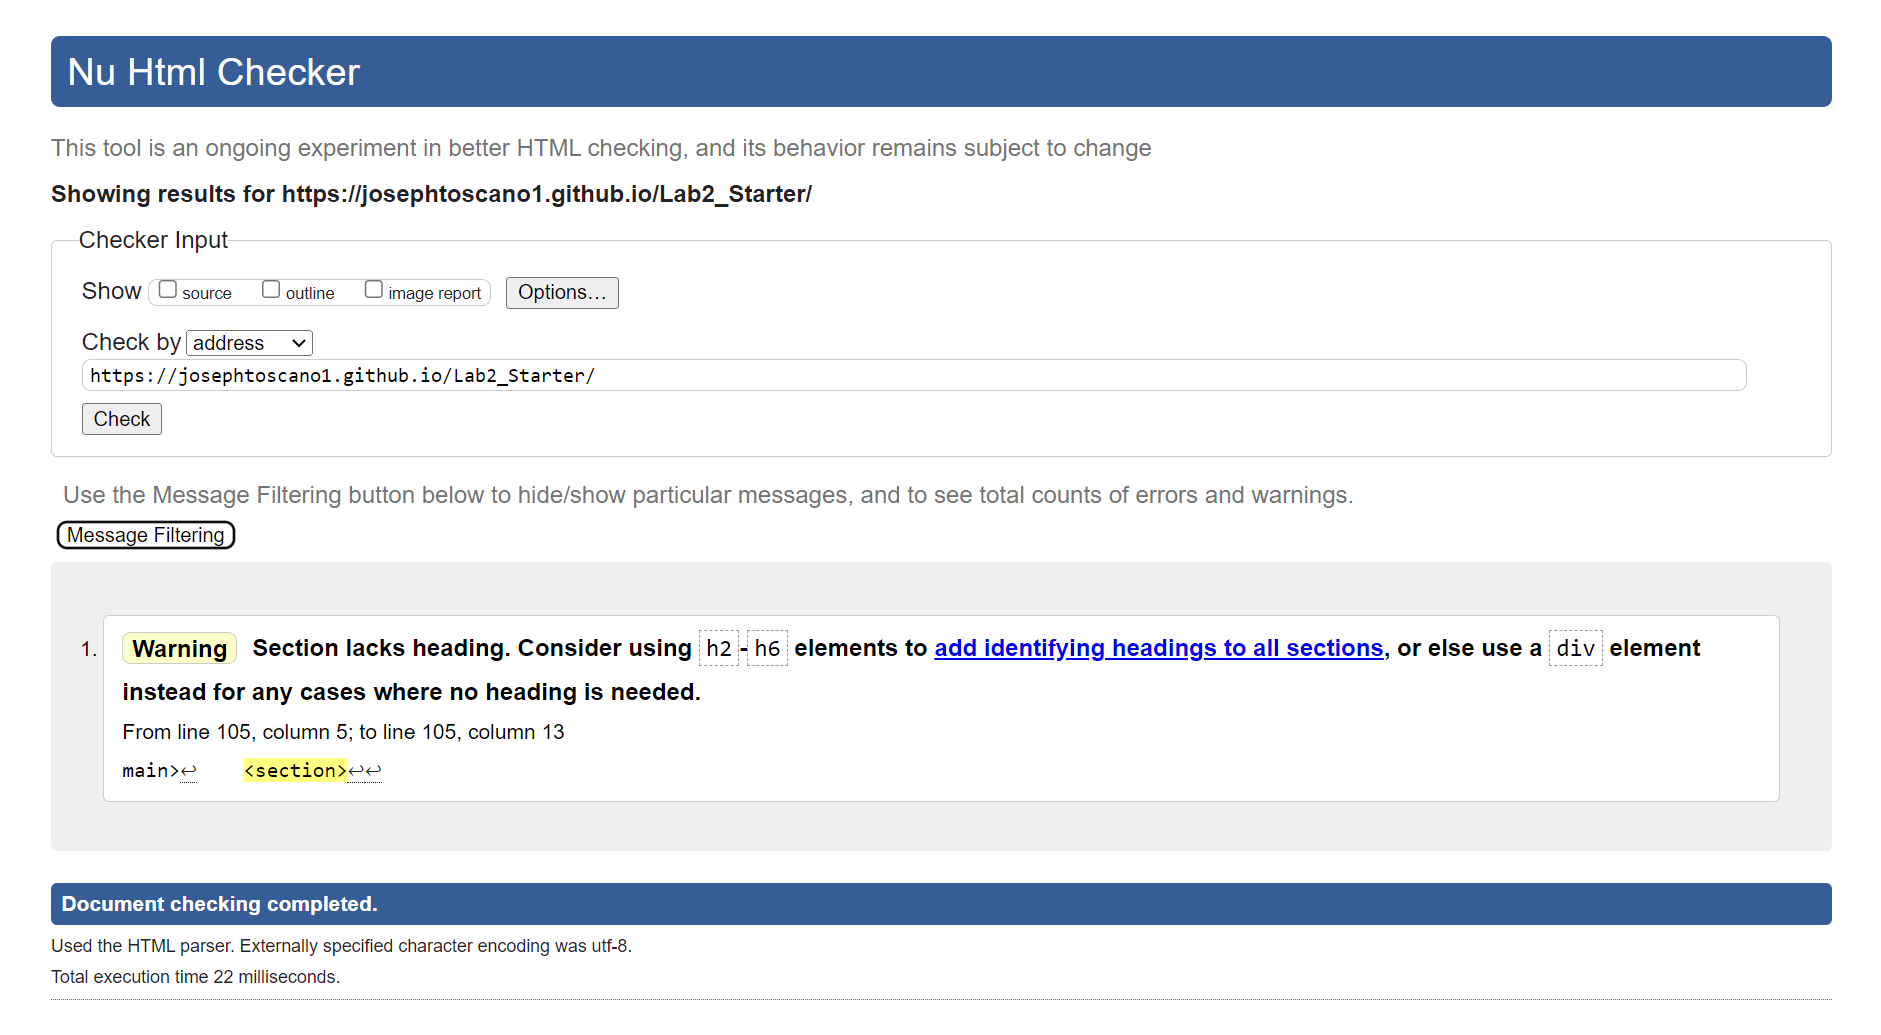 Nu Html Checker
This tool is an ongoing experiment in better HTML checking, and its behavior remains subject to change
Showing results for https://josephtoscano1.github.io/Lab2_Starter/
Checker Input
Show source outline image report Options...
Check by address
https://josephtoscano1.github.io/Lab2_Starter/
Check
Use the Message Filtering button below to hide/show particular messages, and to see total counts of errors and warnings.
Message Filtering
1. Warning Section lacks heading. Consider using h2-h6 elements to add identifying headings to all sections, or else use a div element
instead for any cases where no heading is needed.
From line 105, column 5; to line 105, column 13
main>↩ <section>↩↩
Document checking completed.
Used the HTML parser. Externally specified character encoding was utf-8.
Total execution time 22 milliseconds.